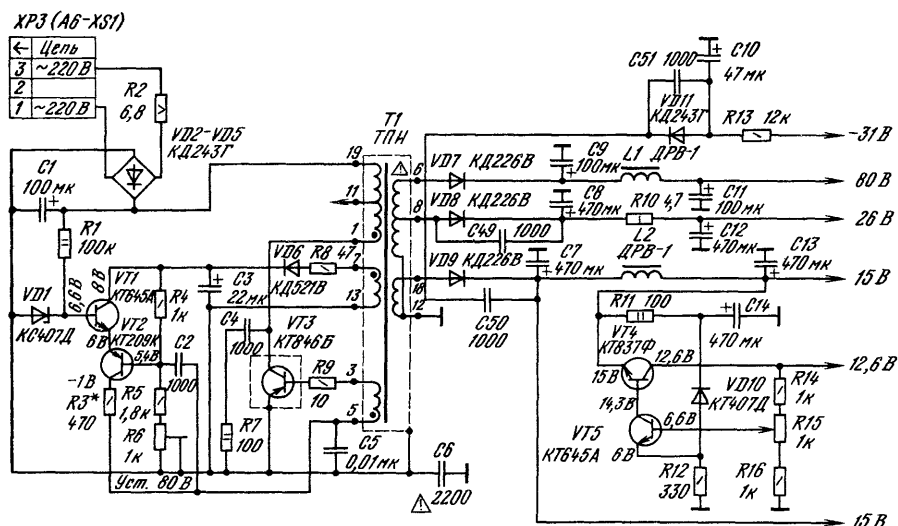 XP3 (A6-XS1)
← Цепь
3 ~220 В
2
1 ~220 В
R2
6,8
VD2-VD5
КД243Г
C1
100 мк
R1
100к
VD1
КС407Д
6,6В
VT1
КТ645А
8В
6В
VT2
КТ209К
5,4В
-1В
R3*
470
R4
1к
C2
1000
R5
1,8к
R6
1к
Уст. 80 В
C3
22 мк
VD6
КД521В
R8 47
C4
1000
VT3
КТ846Б
R7
100
R9
10
T1
ТПН
19
11
1
7
13
3
5
6
8
10
12
C5
0,01мк
C6
2200
VD7 КД226В
VD8 КД226В
C49 1000
VD9 КД226В
C50
1000
C9
100мк
C8
470мк
C7
470 мк
L1
ДРВ-1
R10 4,7
L2
ДРВ-1
C51 1000
C10
47 мк
VD11
КД243Г
R13 12к
-31 В
C11
100 мк
80 В
26 В
C12
470мк
C13
470 мк
15 В
R11 100
C14
470 мк
VT4
КТ837Ф
15В
12,6 В
12,6 В
14,3В
VD10
КТ407Д
R14
1к
VT5
КТ645А
6,6 В
6В
R15
1к
R12
330
R16
1к
15 В